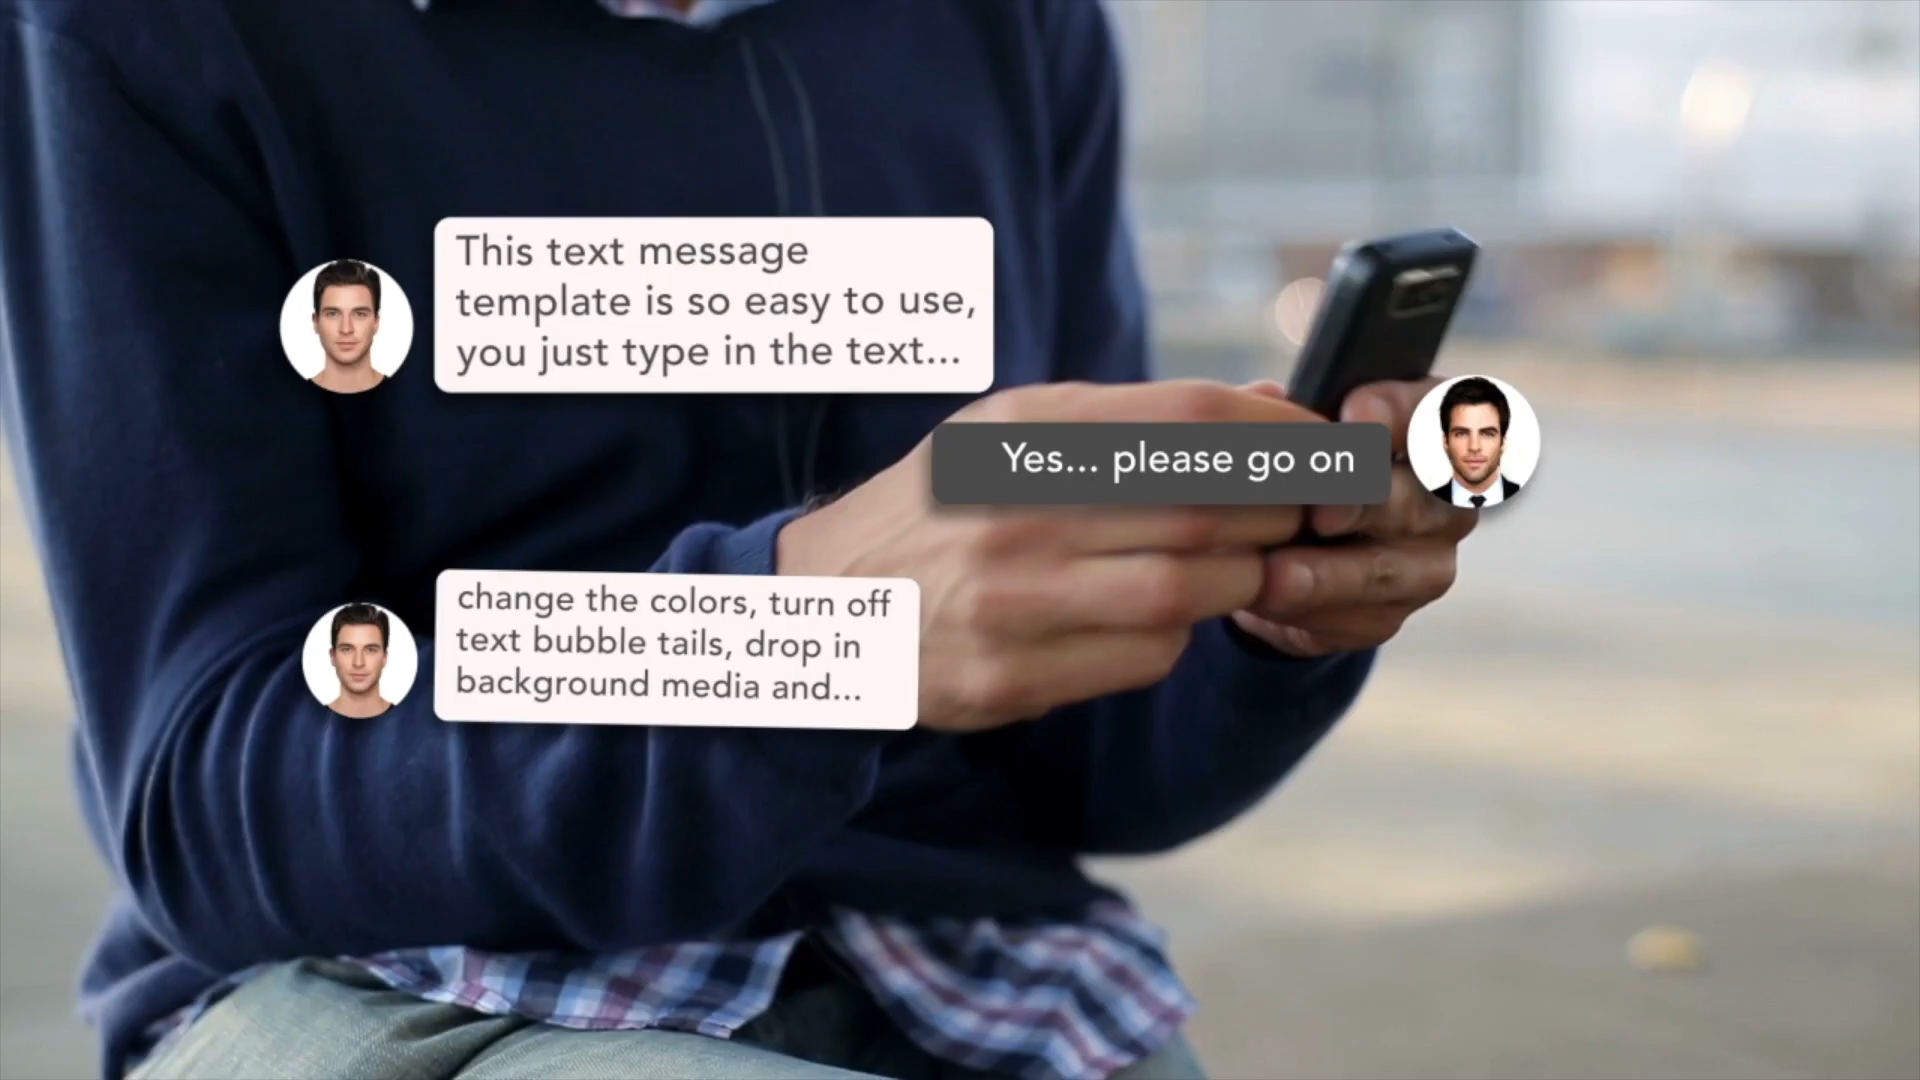 This text message
template is so easy to use,
you just type in the text...
Yes... please go on
change the colors, turn off
text bubble tails, drop in
background media and...